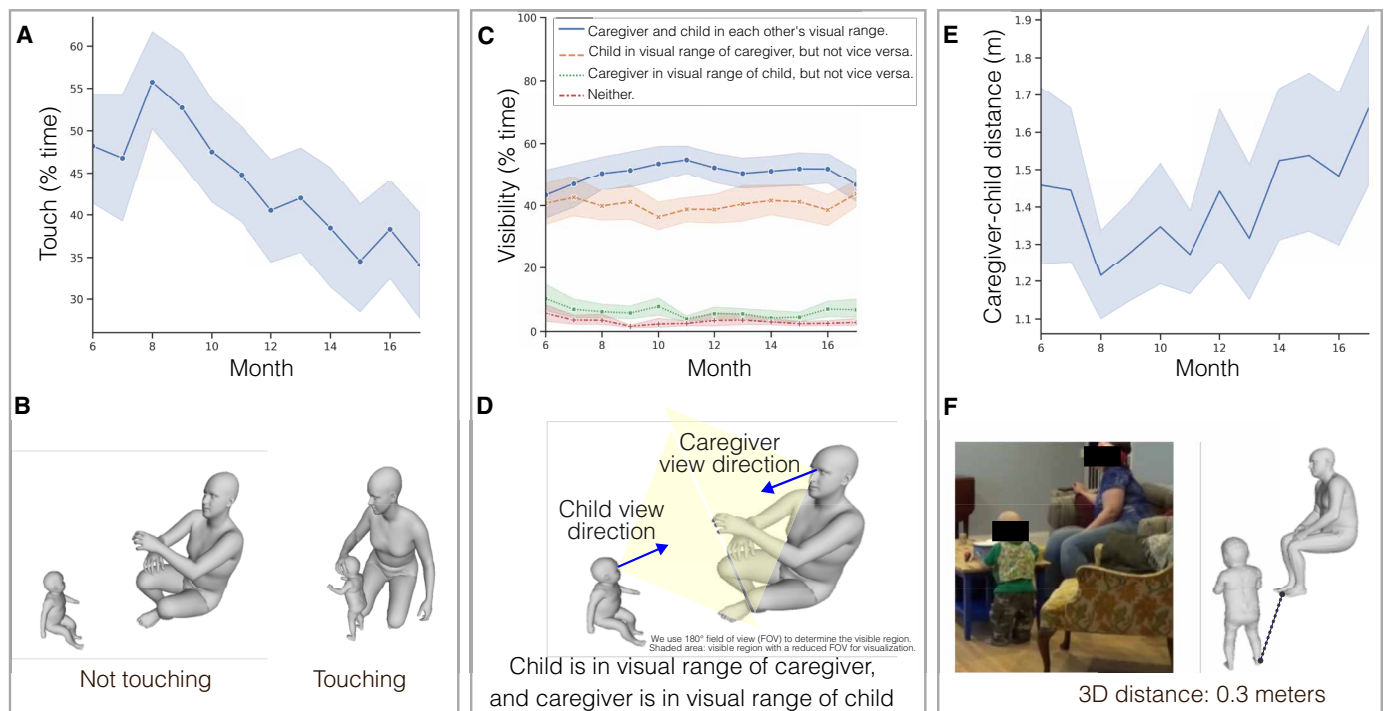 A
Touch (% time)
60
55
50
45
40
35
30
6
8
10
12
14
16
Month
B
Not touching
Touching
C
Visibility (% time)
100
80
60
40
20
0
Caregiver and child in each other's visual range.
Child in visual range of caregiver, but not vice versa.
Caregiver in visual range of child, but not vice versa.
Neither.
6
8
10
12
14
16
Month
D
Caregiver
view direction
Child view
direction
We use 180° field of view (FOV) to determine the visible region.
Shaded area: visible region with a reduced FOV for visualization.
Child is in visual range of caregiver,
and caregiver is in visual range of child
E
Caregiver-child distance (m)
1.9
1.8
1.7
1.6
1.5
1.4
1.3
1.2
1.1
6
8
10
12
14
16
Month
F
3D distance: 0.3 meters